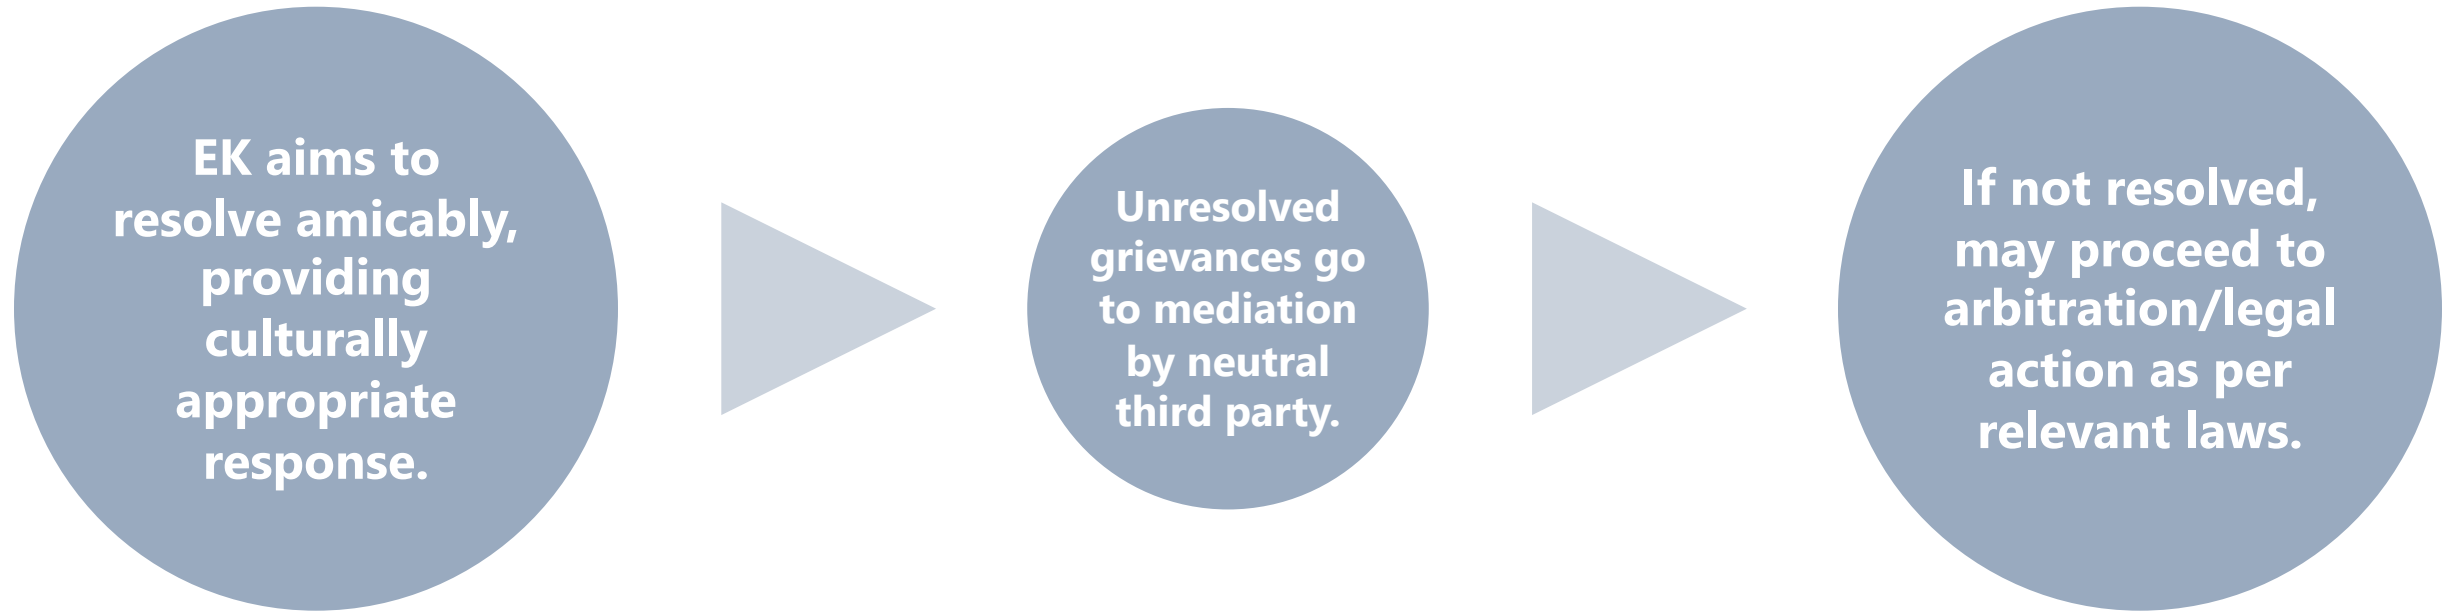 EK aims to
resolve amicably,
providing
culturally
appropriate
response.
Unresolved
grievances go
to mediation
by neutral
third party.
If not resolved,
may proceed to
arbitration/legal
action as per
relevant laws.